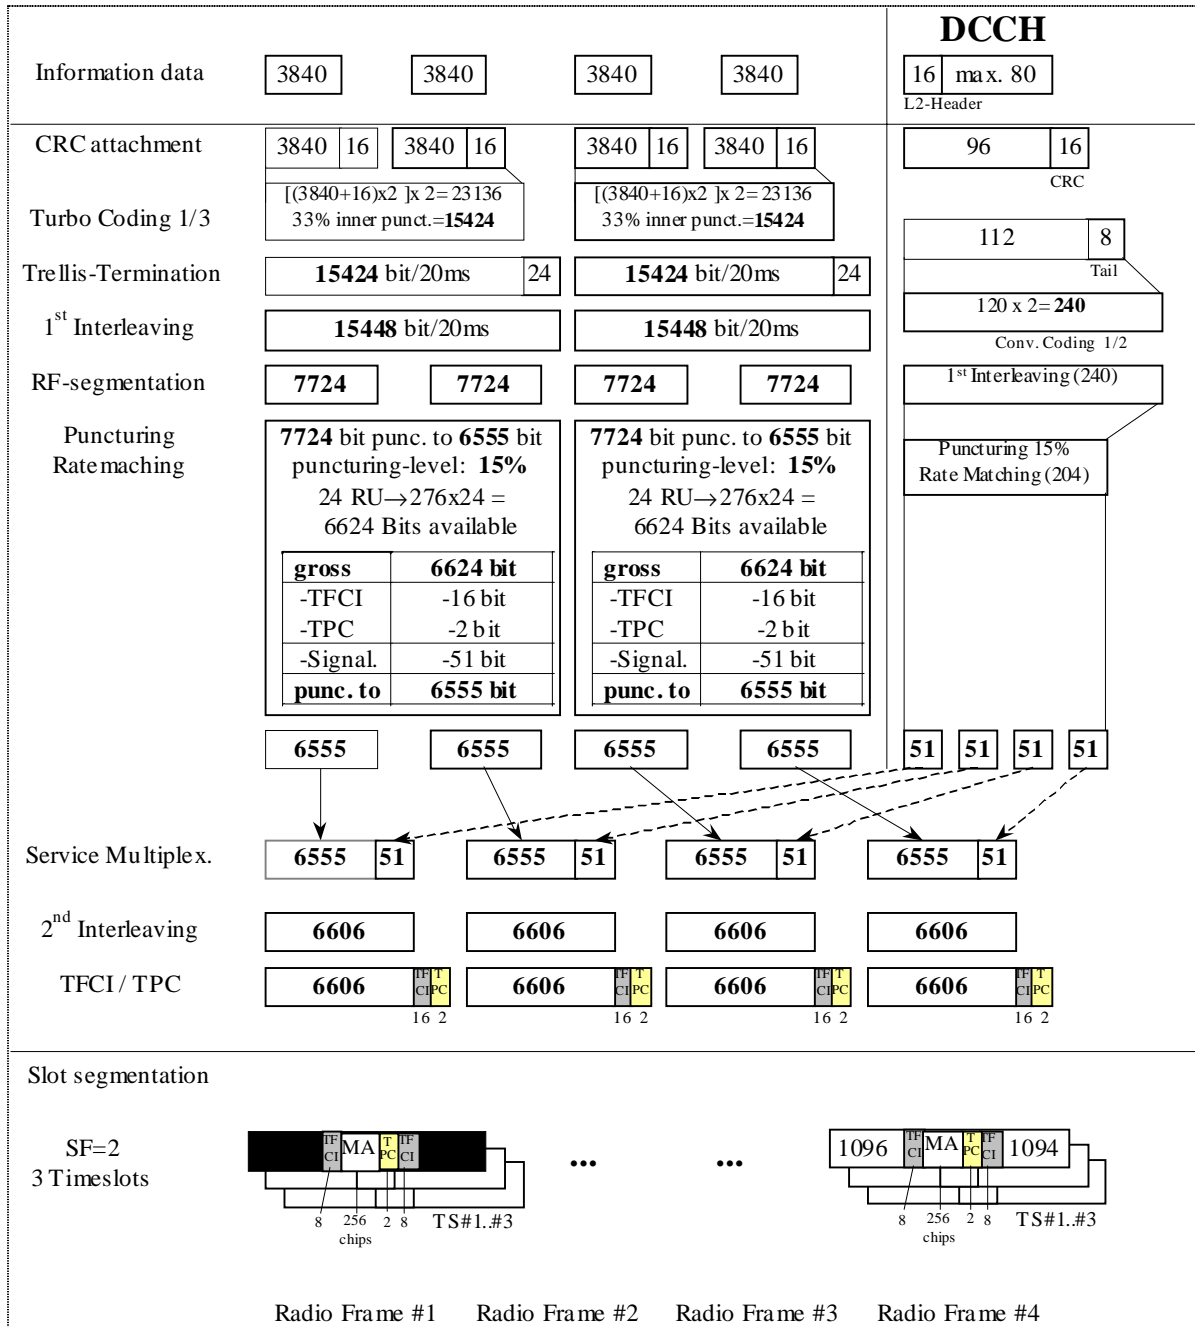 DCCH
Information data 3840 3840 3840 3840 16 max. 80
L2-Header
CRC attachment 3840 16 3840 16 3840 16 3840 16 96 16
CRC
[(3840+16)x2 ]x 2=23136 [(3840+16)x2 ]x 2=23136
Turbo Coding 1/3 33% inner punct.=15424 33% inner punct.=15424
112 8
Tail
Trellis-Termination 15424 bit/20ms 24 15424 bit/20ms 24
120 x 2=240
1st Interleaving 15448 bit/20ms 15448 bit/20ms
Conv. Coding 1/2
RF-segmentation 7724 7724 7724 7724 1st Interleaving (240)
Puncturing 7724 bit punc. to 6555 bit 7724 bit punc. to 6555 bit
Ratemaching puncturing-level: 15% puncturing-level: 15%
Puncturing 15%
Rate Matching (204)
24 RU→276x24 = 24 RU→276x24 =
6624 Bits available 6624 Bits available
gross 6624 bit gross 6624 bit
-TFCI -16 bit -TFCI -16 bit
-TPC -2 bit -TPC -2 bit
-Signal. -51 bit -Signal. -51 bit
punc. to 6555 bit punc. to 6555 bit
6555 6555 6555 6555 51 51 51 51
Service Multiplex. 6555 51 6555 51 6555 51 6555 51
2nd Interleaving 6606 6606 6606 6606
TFCI / TPC 6606 TF CI T PC 6606 TF CI T PC 6606 TF CI T PC 6606 TF CI T PC
16 2 16 2 16 2 16 2
Slot segmentation
SF=2
3 Timeslots
TF CI MA T PC TF CI ... ... 1096 TF CI MA T PC TF CI 1094
8 256 2 8 TS#1..#3 8 256 2 8 TS#1..#3
chips chips
Radio Frame #1 Radio Frame #2 Radio Frame #3 Radio Frame #4